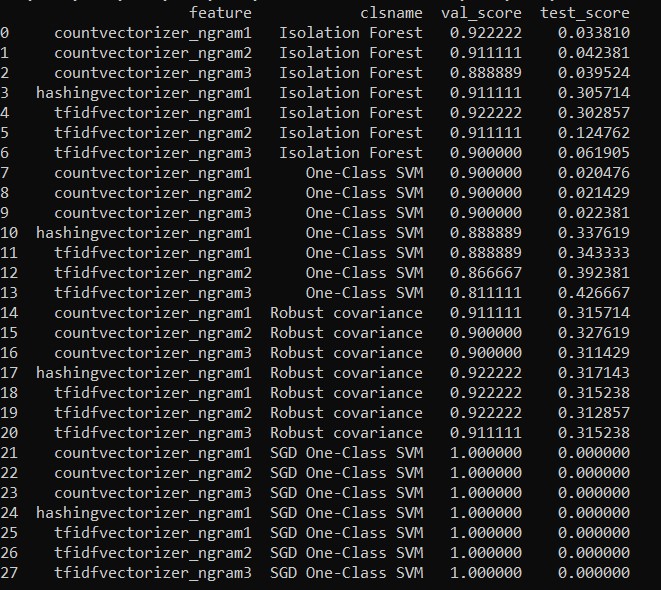 feature clsname val_score test_score
0 countvectorizer_ngram1 Isolation Forest 0.922222 0.033810
1 countvectorizer_ngram2 Isolation Forest 0.911111 0.042381
2 countvectorizer_ngram3 Isolation Forest 0.888889 0.039524
3 hashingvectorizer_ngram1 Isolation Forest 0.911111 0.305714
4 tfidfvectorizer_ngram1 Isolation Forest 0.922222 0.302857
5 tfidfvectorizer_ngram2 Isolation Forest 0.911111 0.124762
6 tfidfvectorizer_ngram3 Isolation Forest 0.900000 0.061905
7 countvectorizer_ngram1 One-Class SVM 0.900000 0.020476
8 countvectorizer_ngram2 One-Class SVM 0.900000 0.021429
9 countvectorizer_ngram3 One-Class SVM 0.900000 0.022381
10 hashingvectorizer_ngram1 One-Class SVM 0.888889 0.337619
11 tfidfvectorizer_ngram1 One-Class SVM 0.888889 0.343333
12 tfidfvectorizer_ngram2 One-Class SVM 0.866667 0.392381
13 tfidfvectorizer_ngram3 One-Class SVM 0.811111 0.426667
14 countvectorizer_ngram1 Robust covariance 0.911111 0.315714
15 countvectorizer_ngram2 Robust covariance 0.900000 0.327619
16 countvectorizer_ngram3 Robust covariance 0.900000 0.311429
17 hashingvectorizer_ngram1 Robust covariance 0.922222 0.317143
18 tfidfvectorizer_ngram1 Robust covariance 0.922222 0.315238
19 tfidfvectorizer_ngram2 Robust covariance 0.922222 0.312857
20 tfidfvectorizer_ngram3 Robust covariance 0.911111 0.315238
21 countvectorizer_ngram1 SGD One-Class SVM 1.000000 0.000000
22 countvectorizer_ngram2 SGD One-Class SVM 1.000000 0.000000
23 countvectorizer_ngram3 SGD One-Class SVM 1.000000 0.000000
24 hashingvectorizer_ngram1 SGD One-Class SVM 1.000000 0.000000
25 tfidfvectorizer_ngram1 SGD One-Class SVM 1.000000 0.000000
26 tfidfvectorizer_ngram2 SGD One-Class SVM 1.000000 0.000000
27 tfidfvectorizer_ngram3 SGD One-Class SVM 1.000000 0.000000